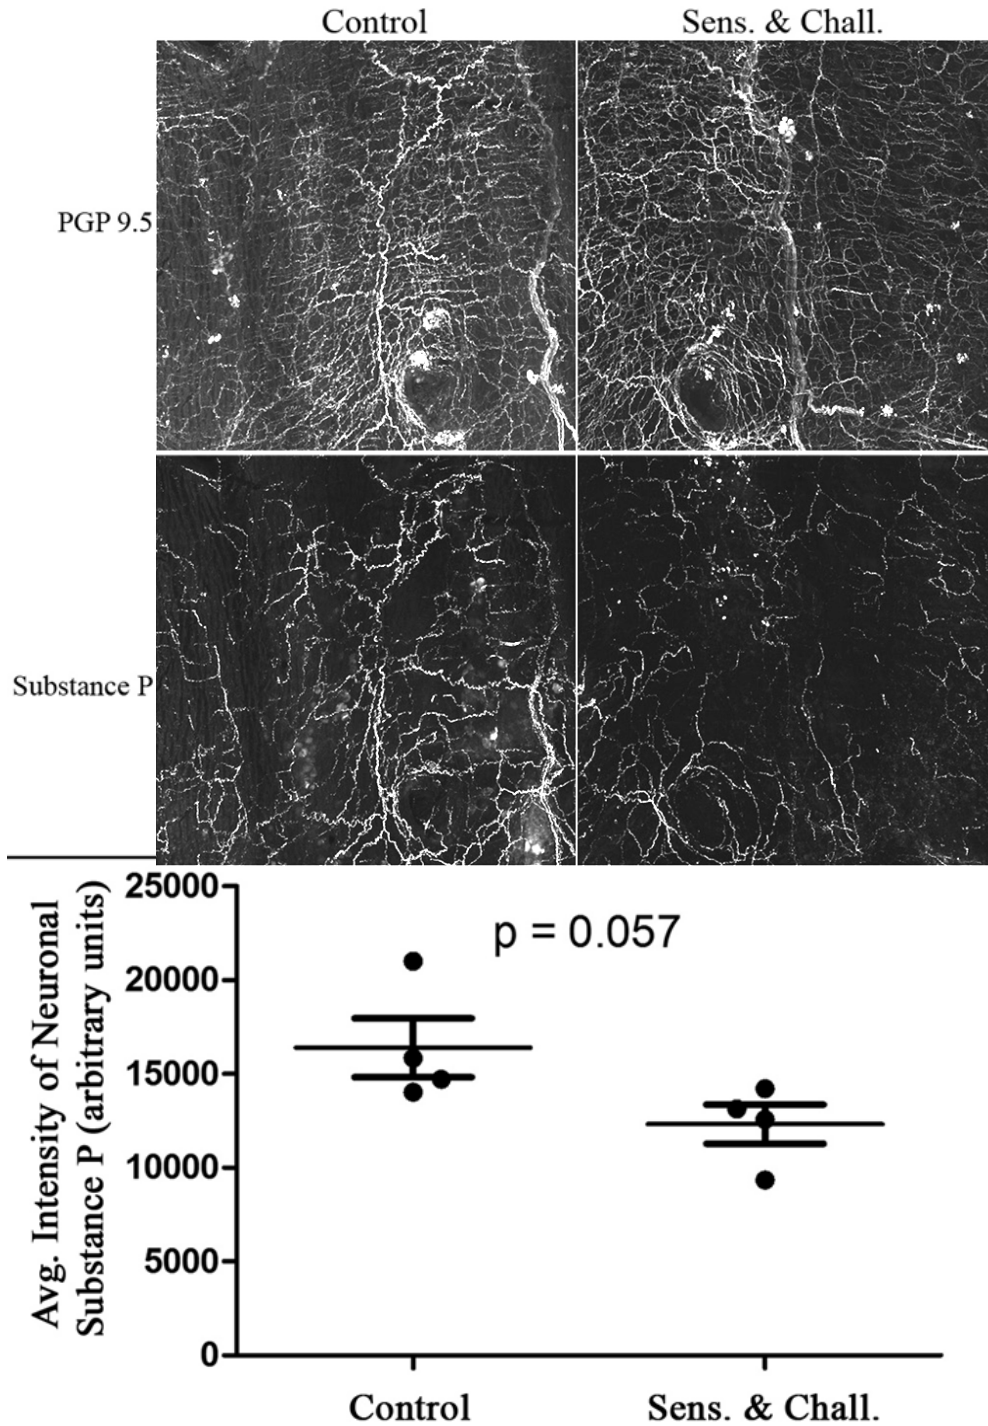 Control Sens. & Chall.
PGP 9.5
Substance P
Avg. Intensity of Neuronal
Substance P (arbitrary units)
25000
p = 0.057
20000
15000
10000
5000
0
Control Sens. & Chall.